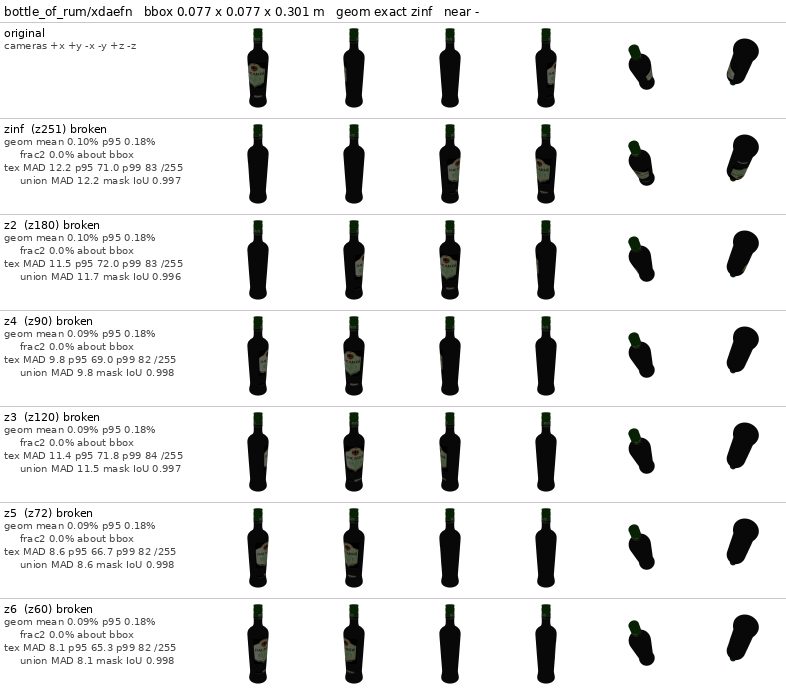 bottle_of_rum/xdaefn bbox 0.077 x 0.077 x 0.301 m geom exact zinf near -
original
cameras +x +y -x -y +z -z
zinf (z251) broken
geom mean 0.10% p95 0.18%
frac2 0.0% about bbox
tex MAD 12.2 p95 71.0 p99 83 /255
union MAD 12.2 mask IoU 0.997
z2 (z180) broken
geom mean 0.10% p95 0.18%
frac2 0.0% about bbox
tex MAD 11.5 p95 72.0 p99 83 /255
union MAD 11.7 mask IoU 0.996
z4 (z90) broken
geom mean 0.09% p95 0.18%
frac2 0.0% about bbox
tex MAD 9.8 p95 69.0 p99 82 /255
union MAD 9.8 mask IoU 0.998
z3 (z120) broken
geom mean 0.09% p95 0.18%
frac2 0.0% about bbox
tex MAD 11.4 p95 71.8 p99 84 /255
union MAD 11.5 mask IoU 0.997
z5 (z72) broken
geom mean 0.09% p95 0.18%
frac2 0.0% about bbox
tex MAD 8.6 p95 66.7 p99 82 /255
union MAD 8.6 mask IoU 0.998
z6 (z60) broken
geom mean 0.09% p95 0.18%
frac2 0.0% about bbox
tex MAD 8.1 p95 65.3 p99 82 /255
union MAD 8.1 mask IoU 0.998